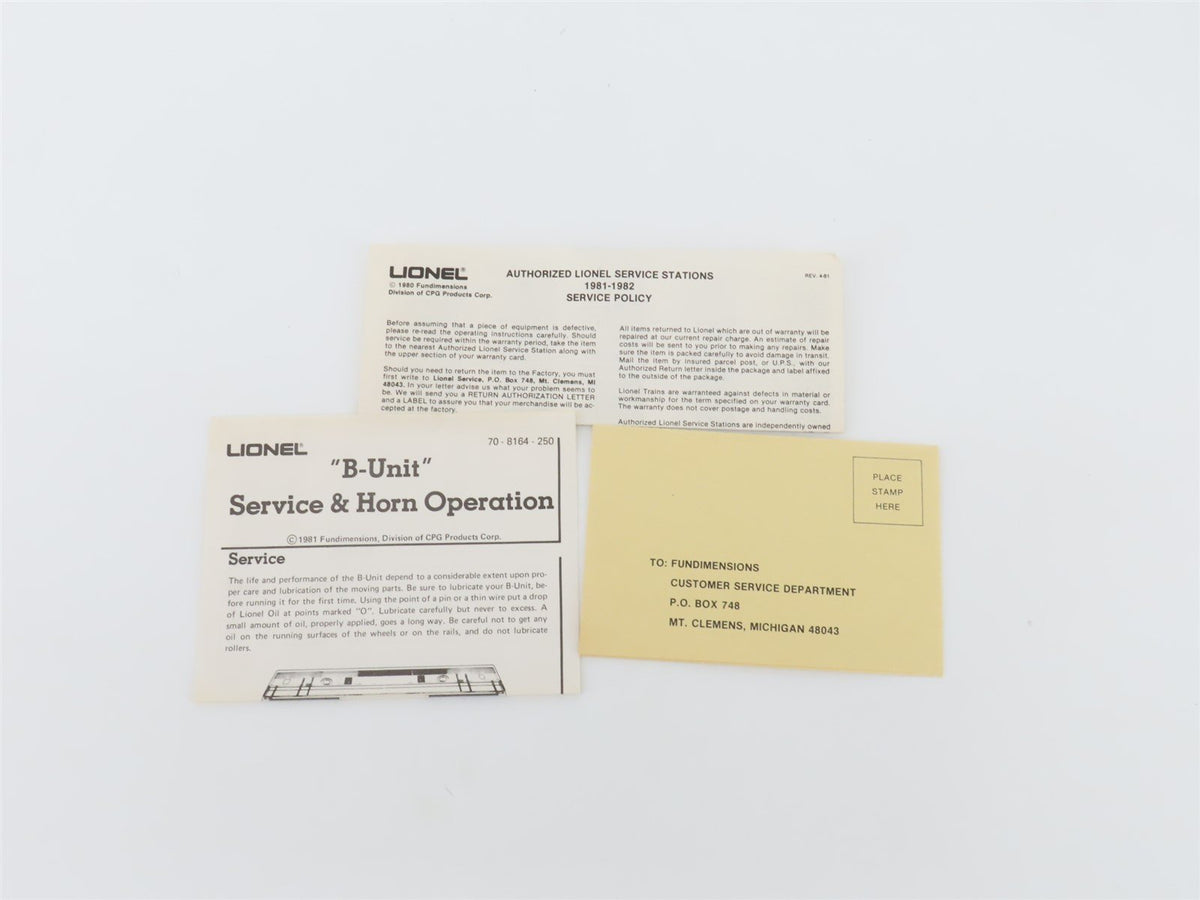 LIONEL®
© 1980 Fundimensions
Division of CPG Products Corp.
AUTHORIZED LIONEL SERVICE STATIONS
1981-1982
SERVICE POLICY
REV. 4-81
Before assuming that a piece of equipment is defective,
please re-read the operating instructions carefully. Should
service be required within the warranty period, take the item
to the nearest Authorized Lionel Service Station along with
the upper section of your warranty card.
Should you need to return the item to the Factory, you must
first write to Lionel Service, P.O. Box 748, Mt. Clemens, MI
48043. In your letter advise us what your problem seems to
be. We will send you a RETURN AUTHORIZATION LETTER
and a LABEL to assure you that your merchandise will be ac-
cepted at the factory.
All items returned to Lionel which are out of warranty will be
repaired at our current repair charge. An estimate of repair
costs will be sent to you prior to making any repairs. Make
sure the item is packed carefully to avoid damage in transit.
Mail the item by insured parcel post, or U.P.S., with our
Authorized Return letter inside the package and label affixed
to the outside of the package.
Lionel Trains are warranted against defects in material or
workmanship for the term specified on your warranty card.
The warranty does not cover postage and handling costs.
Authorized Lionel Service Stations are independently owned
LIONEL®
70 - 8164 - 250
"B-Unit"
Service & Horn Operation
©1981 Fundimensions, Division of CPG Products Corp.
Service
The life and performance of the B-Unit depend to a considerable extent upon pro-
per care and lubrication of the moving parts. Be sure to lubricate your B-Unit, be-
fore running it for the first time. Using the point of a pin or a thin wire put a drop
of Lionel Oil at points marked "O". Lubricate carefully but never to excess. A
small amount of oil, properly applied, goes a long way. Be careful not to get any
oil on the running surfaces of the wheels or on the rails, and do not lubricate
rollers.
PLACE
STAMP
HERE
TO: FUNDIMENSIONS
CUSTOMER SERVICE DEPARTMENT
P.O. BOX 748
MT. CLEMENS, MICHIGAN 48043